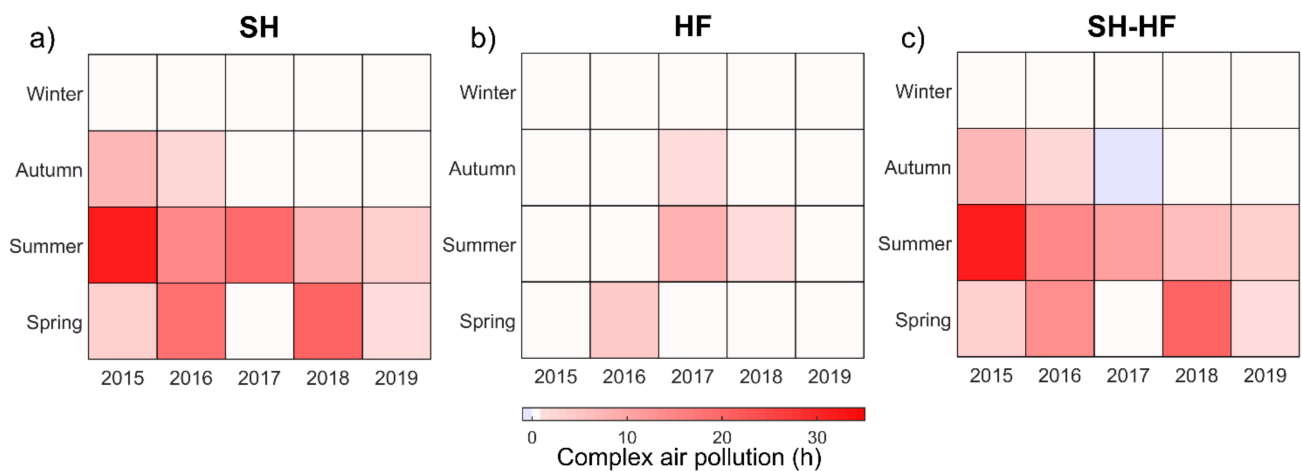 SH
HF
SH-HF
a)
b)
c)
Winter
Autumn
Summer
Spring
2015 2016 2017 2018 2019
Winter
Autumn
Summer
Spring
2015 2016 2017 2018 2019
Winter
Autumn
Summer
Spring
2015 2016 2017 2018 2019
0 10 20 30
Complex air pollution (h)